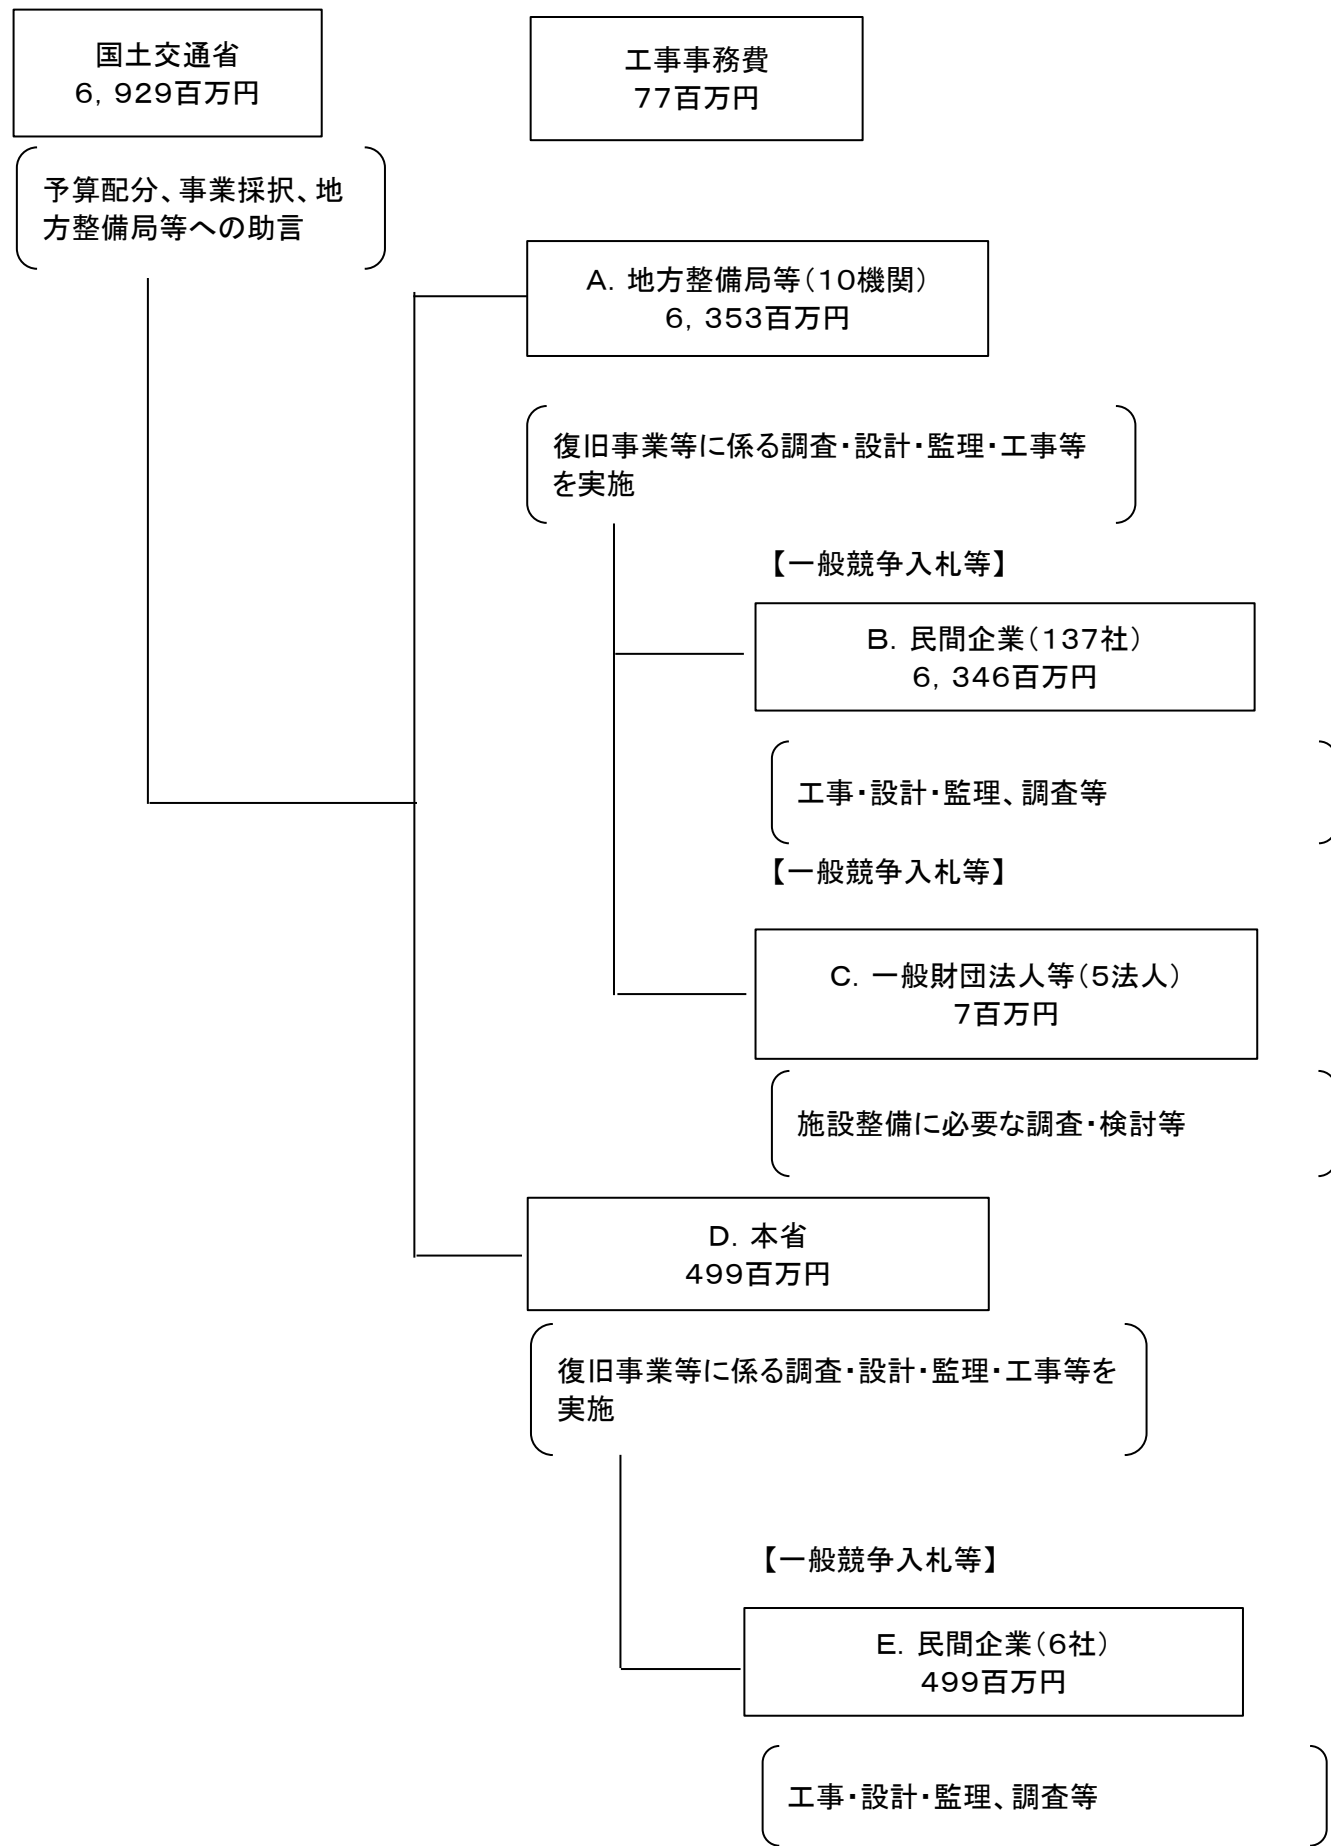 国土交通省
6，929百万円
工事事務費
77百万円
予算配分、事業採択、地
方整備局等への助言
A．地方整備局等（10機関）
6，353百万円
復旧事業等に係る調査・設計・監理・工事等
を実施
【一般競争入札等】
B．民間企業（137社）
6，346百万円
工事・設計・監理、調査等
【一般競争入札等】
C．一般財団法人等（5法人）
7百万円
施設整備に必要な調査・検討等
D．本省
499百万円
復旧事業等に係る調査・設計・監理・工事等を
実施
【一般競争入札等】
E．民間企業（6社）
499百万円
工事・設計・監理、調査等